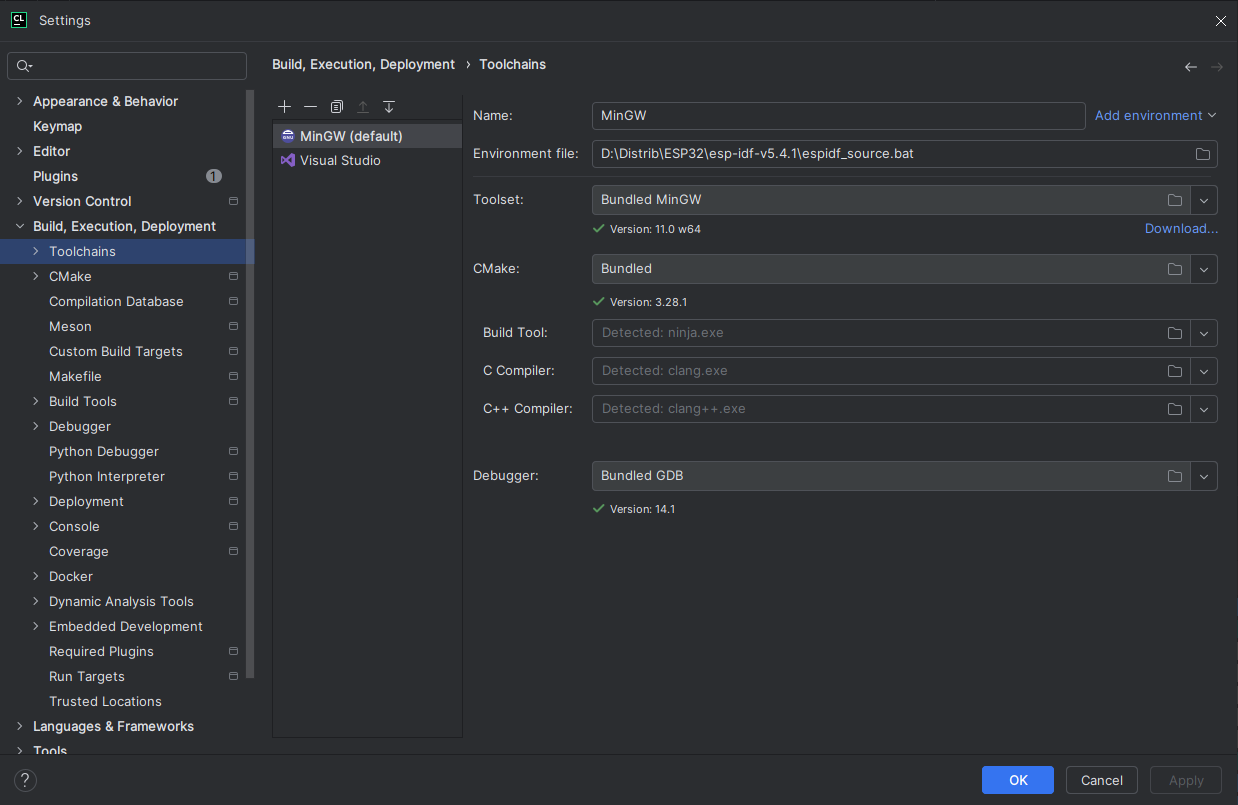 CL Settings
Appearance & Behavior
Keymap
Editor
Plugins 1
Version Control
Build, Execution, Deployment
Toolchains
CMake
Compilation Database
Meson
Custom Build Targets
Makefile
Build Tools
Debugger
Python Debugger
Python Interpreter
Deployment
Console
Coverage
Docker
Dynamic Analysis Tools
Embedded Development
Required Plugins
Run Targets
Trusted Locations
Languages & Frameworks
Tools
Build, Execution, Deployment › Toolchains
MinGW (default)
Visual Studio
Name: MinGW Add environment
Environment file: D:\Distrib\ESP32\esp-idf-v5.4.1\espidf_source.bat
Toolset: Bundled MinGW
Version: 11.0 w64 Download...
CMake: Bundled
Version: 3.28.1
Build Tool: Detected: ninja.exe
C Compiler: Detected: clang.exe
C++ Compiler: Detected: clang++.exe
Debugger: Bundled GDB
Version: 14.1
? OK Cancel Apply